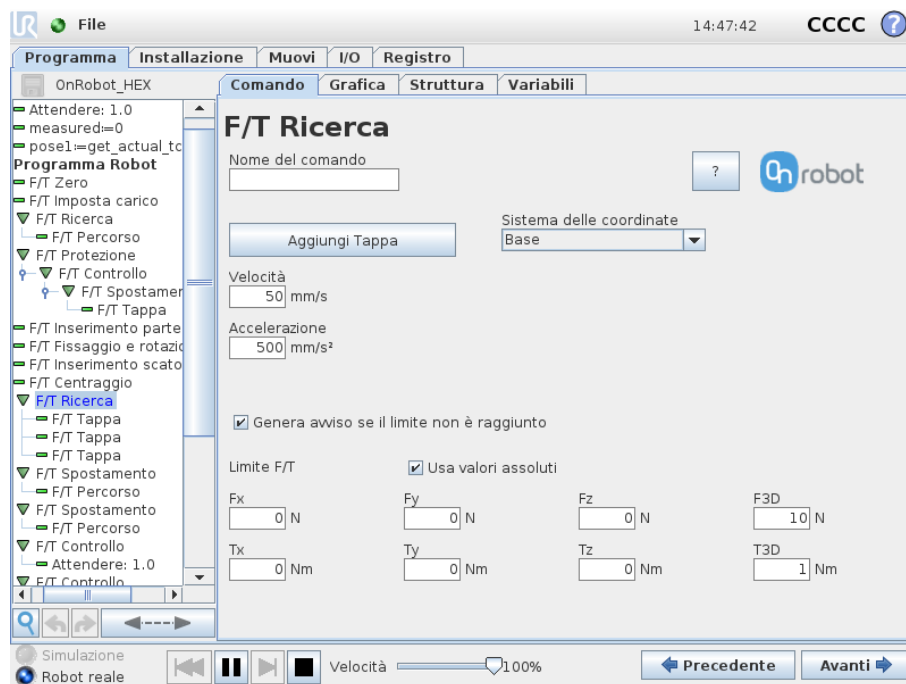 UR File 14:47:42 CCCC ?
Programma Installazione Muovi I/O Registro
OnRobot_HEX
Comando Grafica Struttura Variabili
Attendere: 1.0
measured:=0
pose1:=get_actual_tc
Programma Robot
F/T Zero
F/T Imposta carico
F/T Ricerca
F/T Percorso
F/T Protezione
F/T Controllo
F/T Spostamer
F/T Tappa
F/T Inserimento parte
F/T Fissaggio e rotazio
F/T Inserimento scato
F/T Centraggio
F/T Ricerca
F/T Tappa
F/T Tappa
F/T Tappa
F/T Spostamento
F/T Percorso
F/T Spostamento
F/T Percorso
F/T Controllo
Attendere: 1.0
F/T Controllo
F/T Ricerca
Nome del comando
?
On robot
Aggiungi Tappa
Sistema delle coordinate
Base
Velocità
50 mm/s
Accelerazione
500 mm/s²
Genera avviso se il limite non è raggiunto
Limite F/T Usa valori assoluti
Fx Fy Fz F3D
0 N 0 N 0 N 10 N
Tx Ty Tz T3D
0 Nm 0 Nm 0 Nm 1 Nm
Simulazione
Robot reale
Velocità 100%
Precedente Avanti